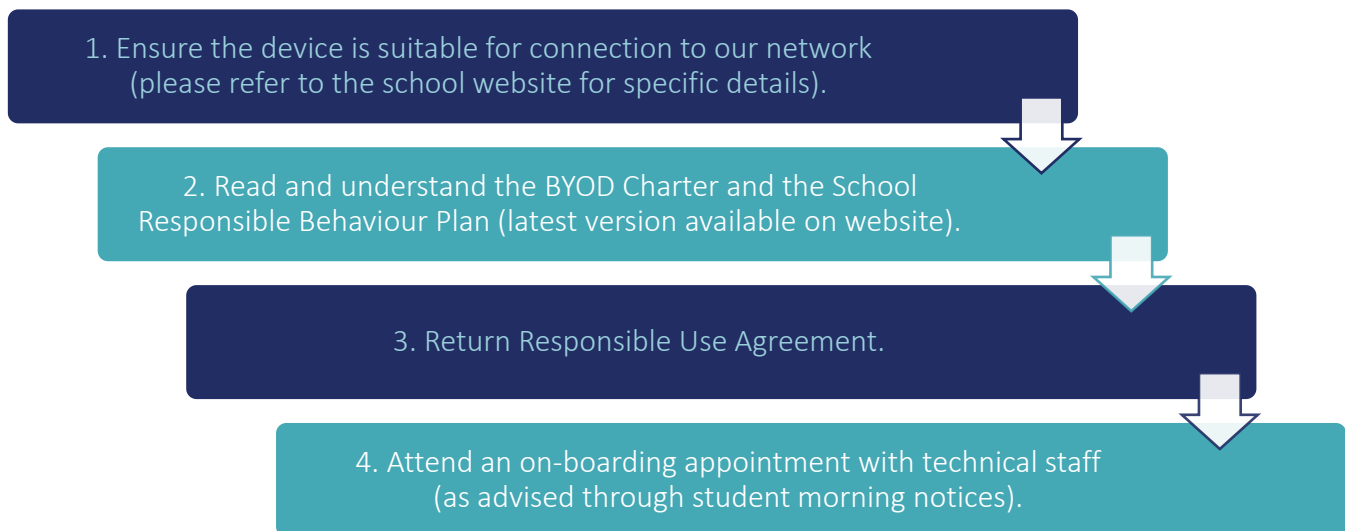 1. Ensure the device is suitable for connection to our network
(please refer to the school website for specific details).
2. Read and understand the BYOD Charter and the School
Responsible Behaviour Plan (latest version available on website).
3. Return Responsible Use Agreement.
4. Attend an on-boarding appointment with technical staff
(as advised through student morning notices).